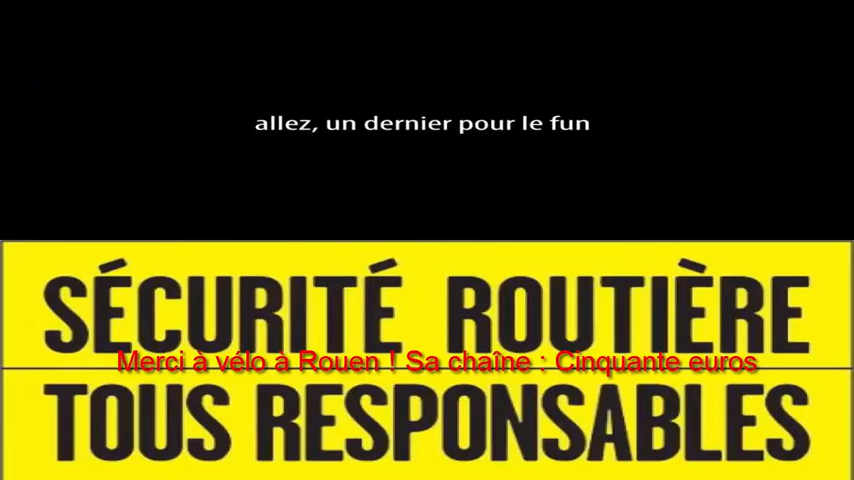 allez, un dernier pour le fun
SÉCURITÉ ROUTIÈRE
Merci à vélo à Rouen ! Sa chaîne : Cinquante euros
TOUS RESPONSABLES